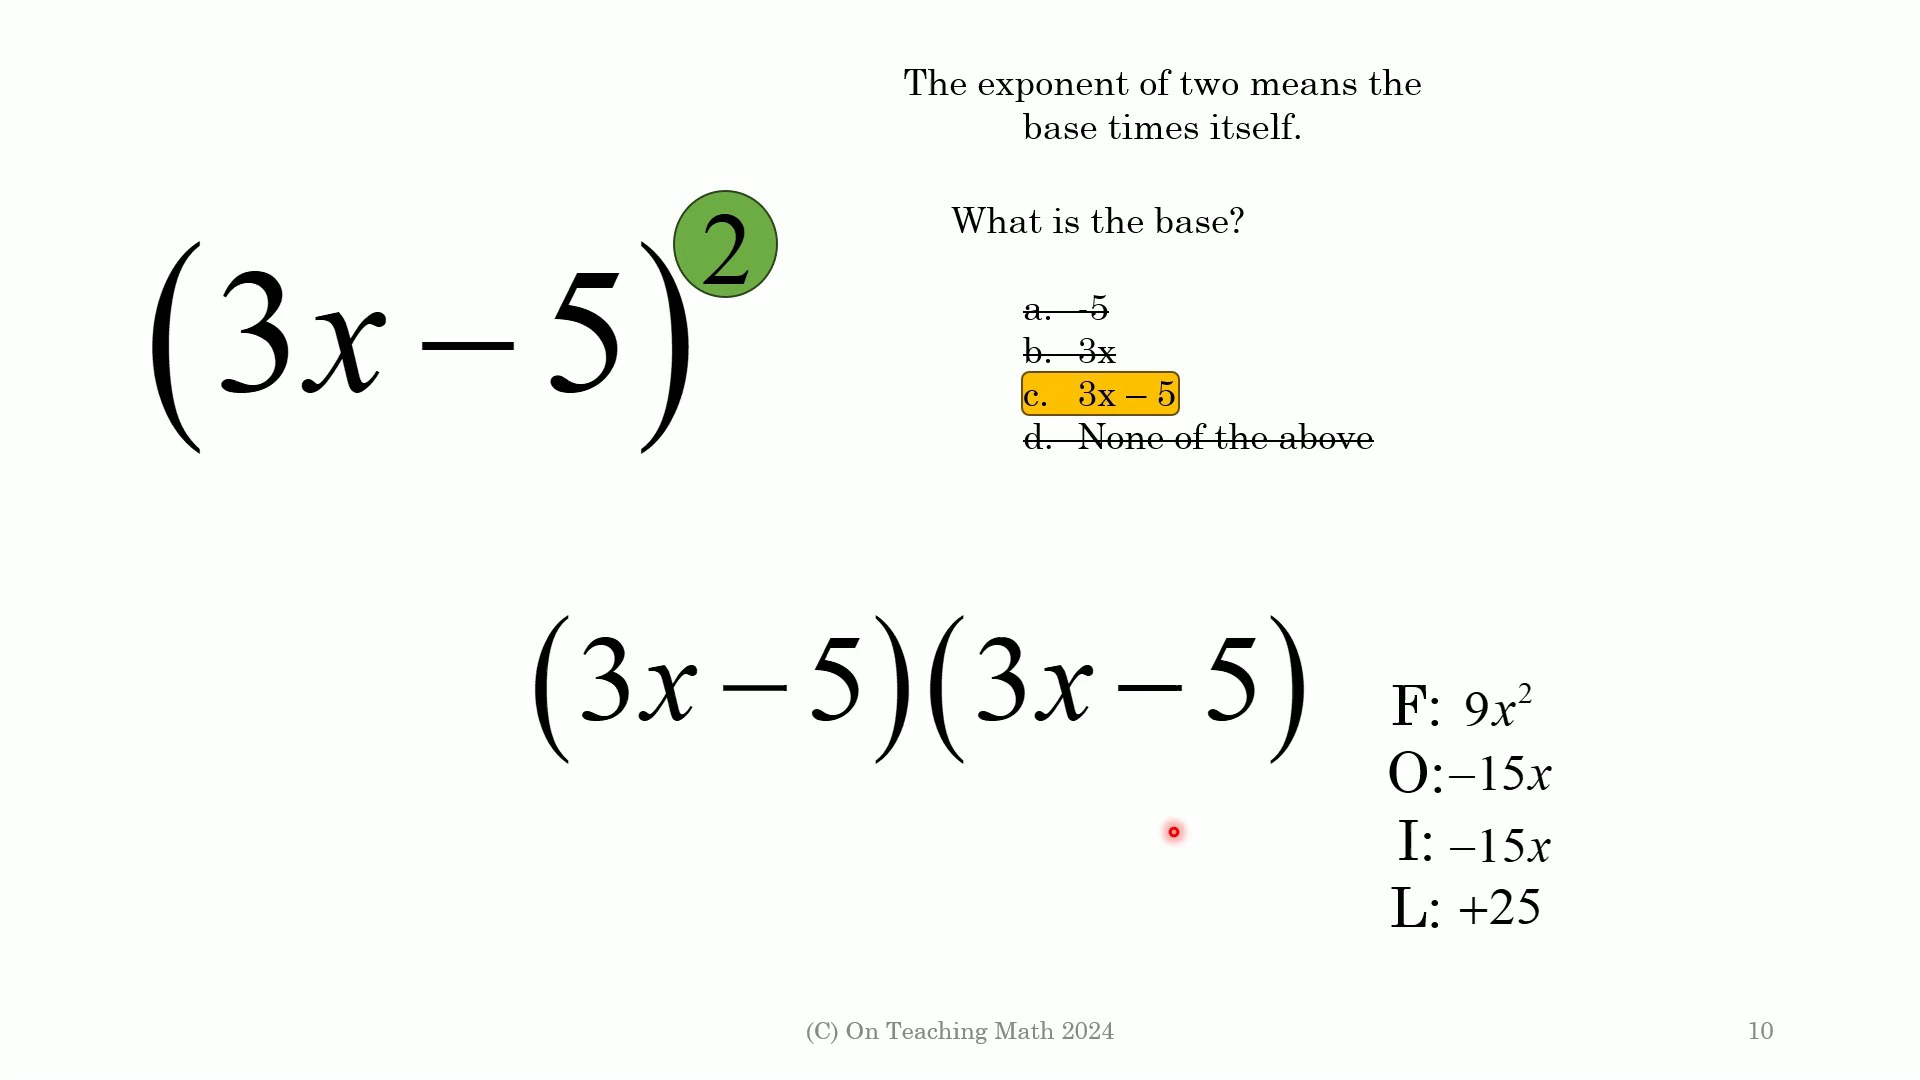 The exponent of two means the
base times itself.
(3x – 5)²
What is the base?
a. -5
b. 3x
c. 3x – 5
d. None of the above
(3x – 5)(3x – 5)
F: 9x²
O: –15x
I: –15x
L: +25
(C) On Teaching Math 2024
10